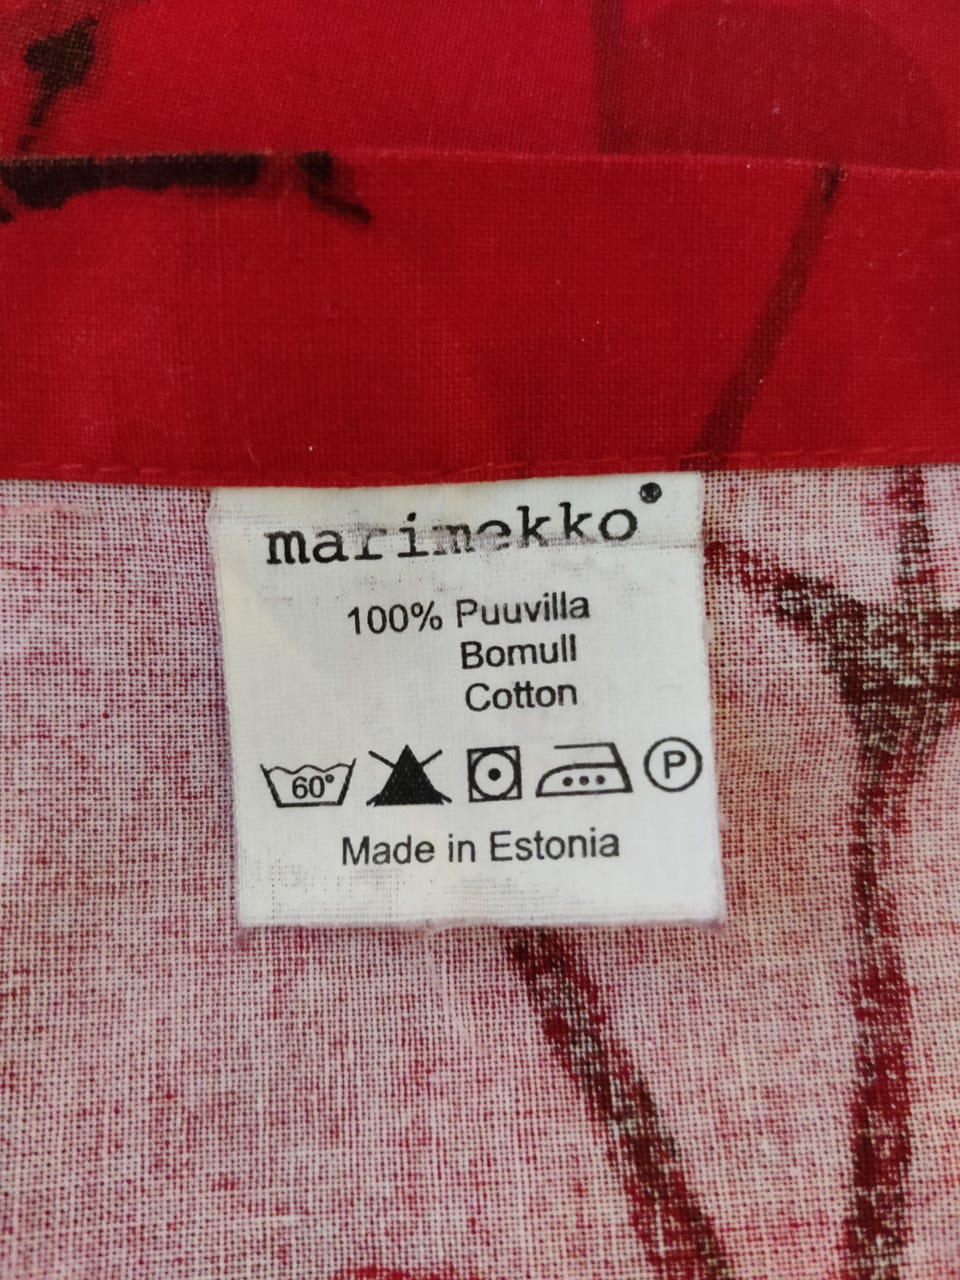 marimekko®
100% Puuvilla
Bomull
Cotton
60° P
Made in Estonia